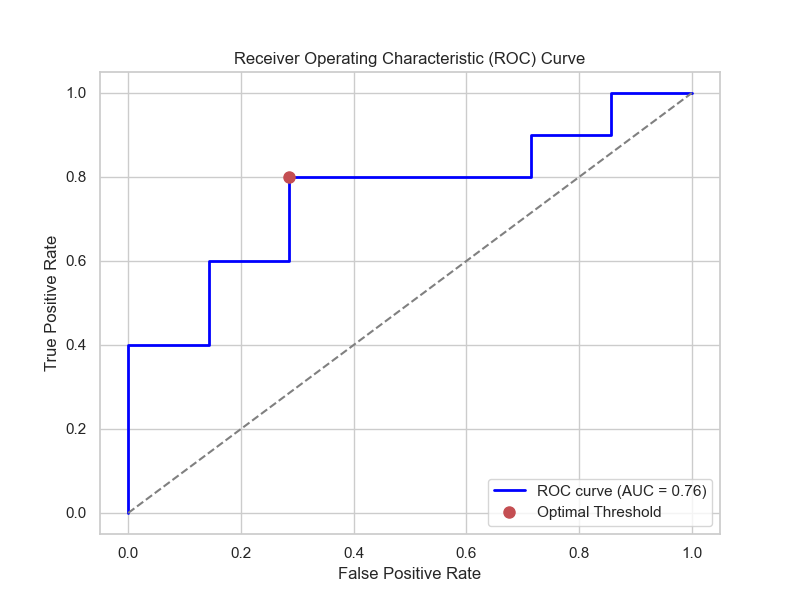 Receiver Operating Characteristic (ROC) Curve
True Positive Rate
1.0
0.8
0.6
0.4
0.2
0.0
0.0 0.2 0.4 0.6 0.8 1.0
False Positive Rate
ROC curve (AUC = 0.76)
Optimal Threshold